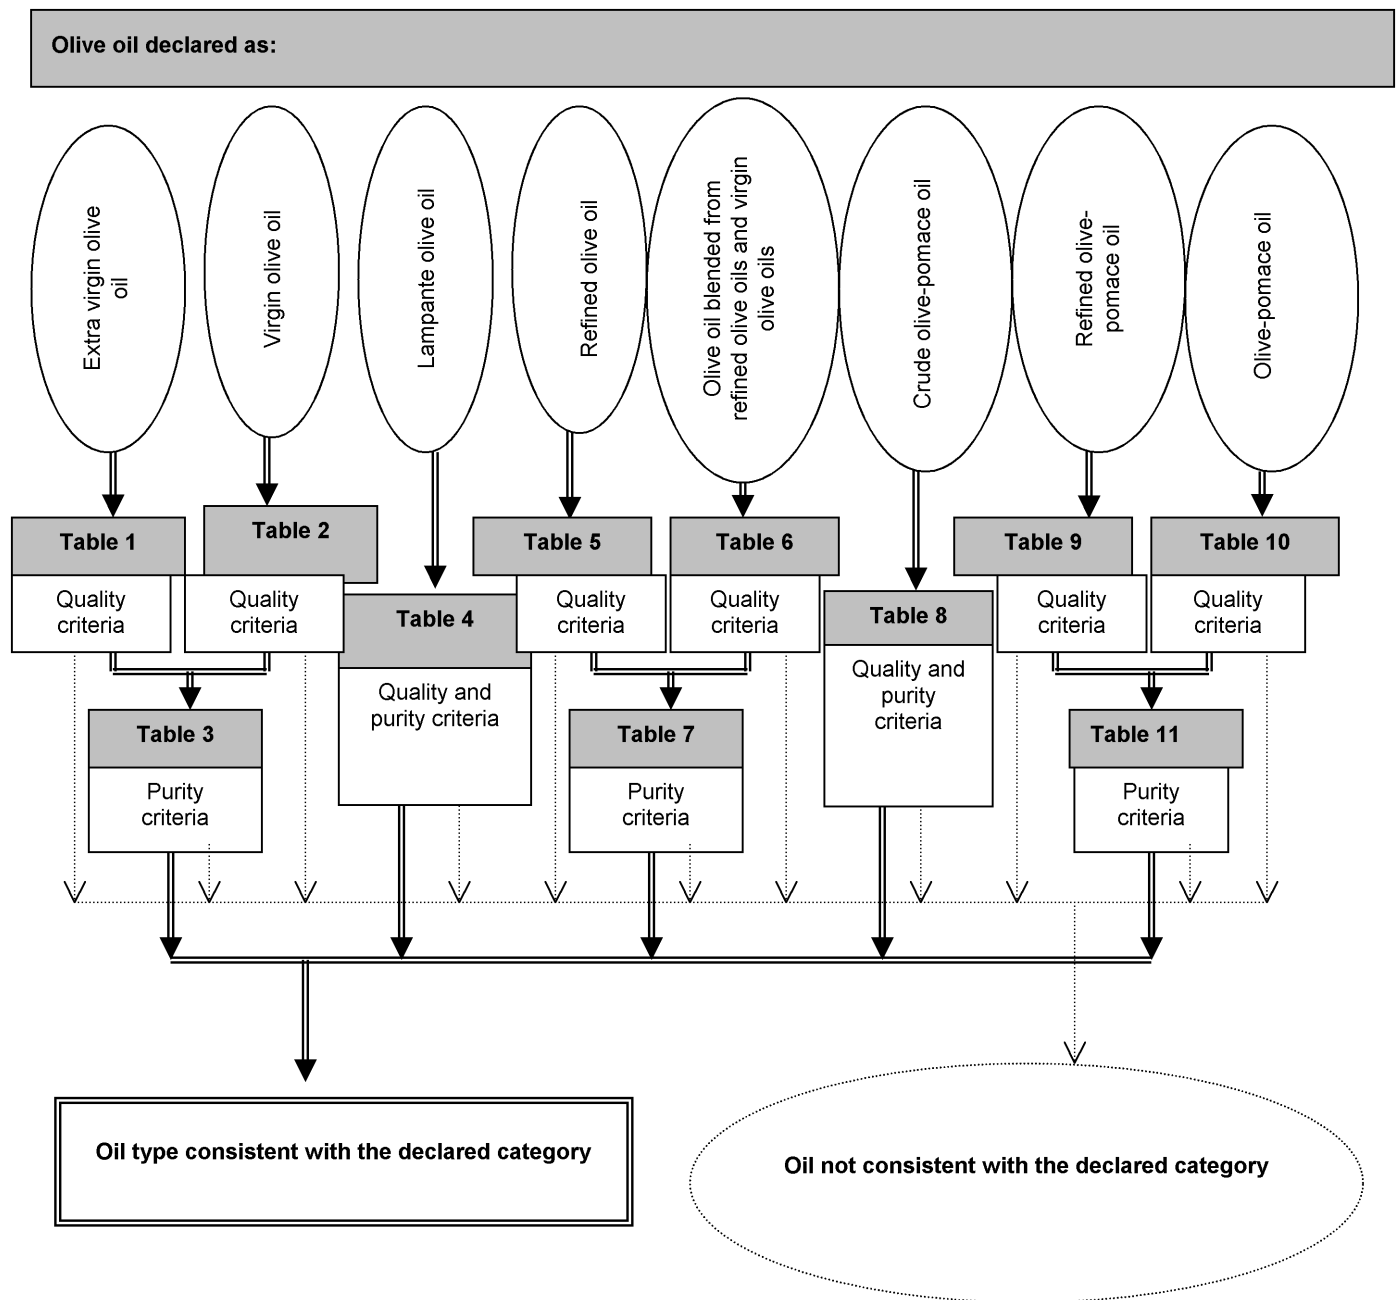 Olive oil declared as:
Extra virgin olive
oil
Virgin olive oil
Lampante olive oil
Refined olive oil
Olive oil blended from
refined olive oils and virgin
olive oils
Crude olive-pomace oil
Refined olive-
pomace oil
Olive-pomace oil
Table 1
Quality
criteria
Table 2
Quality
criteria
Table 3
Purity
criteria
Table 4
Quality and
purity criteria
Table 5
Quality
criteria
Table 6
Quality
criteria
Table 7
Purity
criteria
Table 8
Quality and
purity
criteria
Table 9
Quality
criteria
Table 10
Quality
criteria
Table 11
Purity
criteria
Oil type consistent with the declared category
Oil not consistent with the declared category